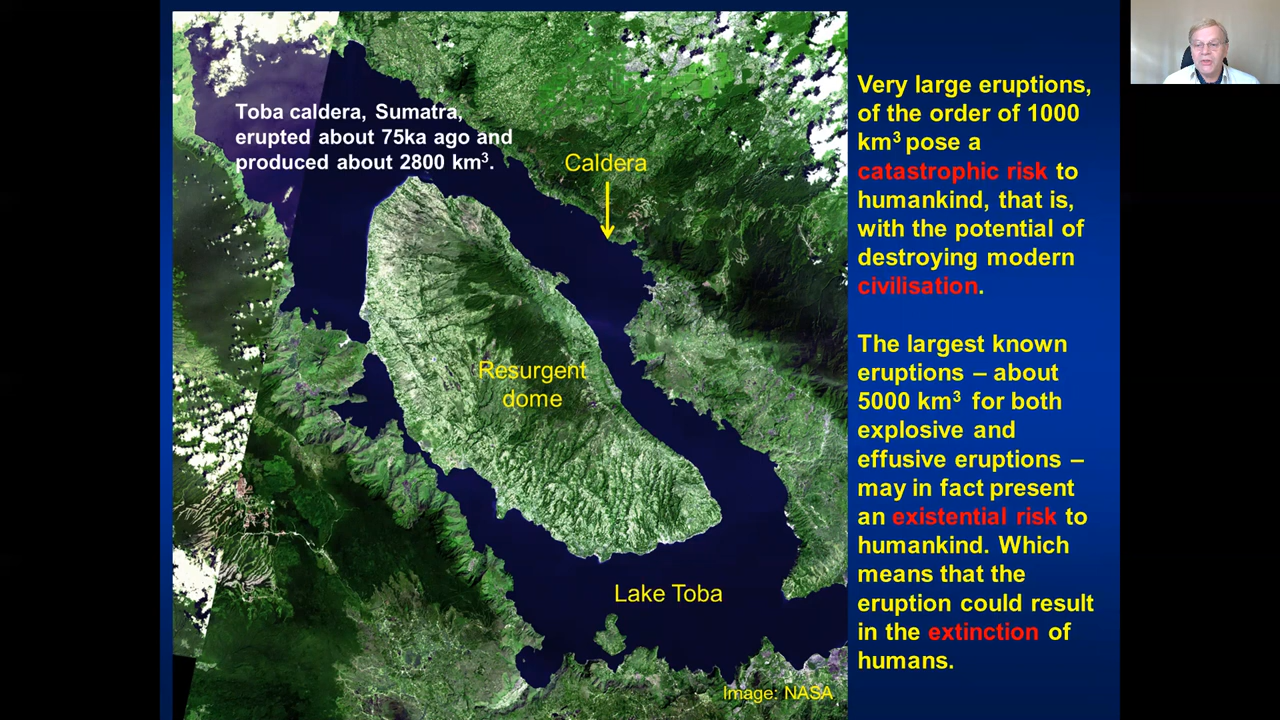 Toba caldera, Sumatra,
erupted about 75ka ago and
produced about 2800 km³.
Caldera
Resurgent
dome
Lake Toba
Image: NASA
Very large eruptions,
of the order of 1000
km³ pose a
catastrophic risk to
humankind, that is,
with the potential of
destroying modern
civilisation.
The largest known
eruptions – about
5000 km³ for both
explosive and
effusive eruptions –
may in fact present
an existential risk to
humankind. Which
means that the
eruption could result
in the extinction of
humans.